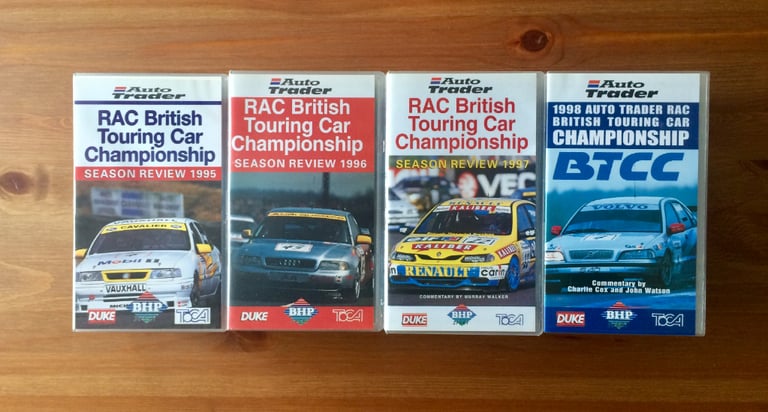 Auto
Trader
RAC British
Touring Car
Championship
SEASON REVIEW 1995
CAVALIER
Mobil 1
VAUXHALL
DUKE
BHP
TOCA
Auto
Trader
RAC British
Touring Car
Championship
SEASON REVIEW 1996
DUKE
BHP
TOCA
Auto
Trader
RAC British
Touring Car
Championship
SEASON REVIEW 1997
KALIBER
KALIBER
RENAULT
COMMENTARY BY MURRAY WALKER
DUKE
BHP
TOCA
Auto
Trader
1998 AUTO TRADER RAC
BRITISH TOURING CAR
CHAMPIONSHIP
BTCC
VOLVO
Commentary by
Charlie Cox and John Watson
DUKE
BHP
TOCA